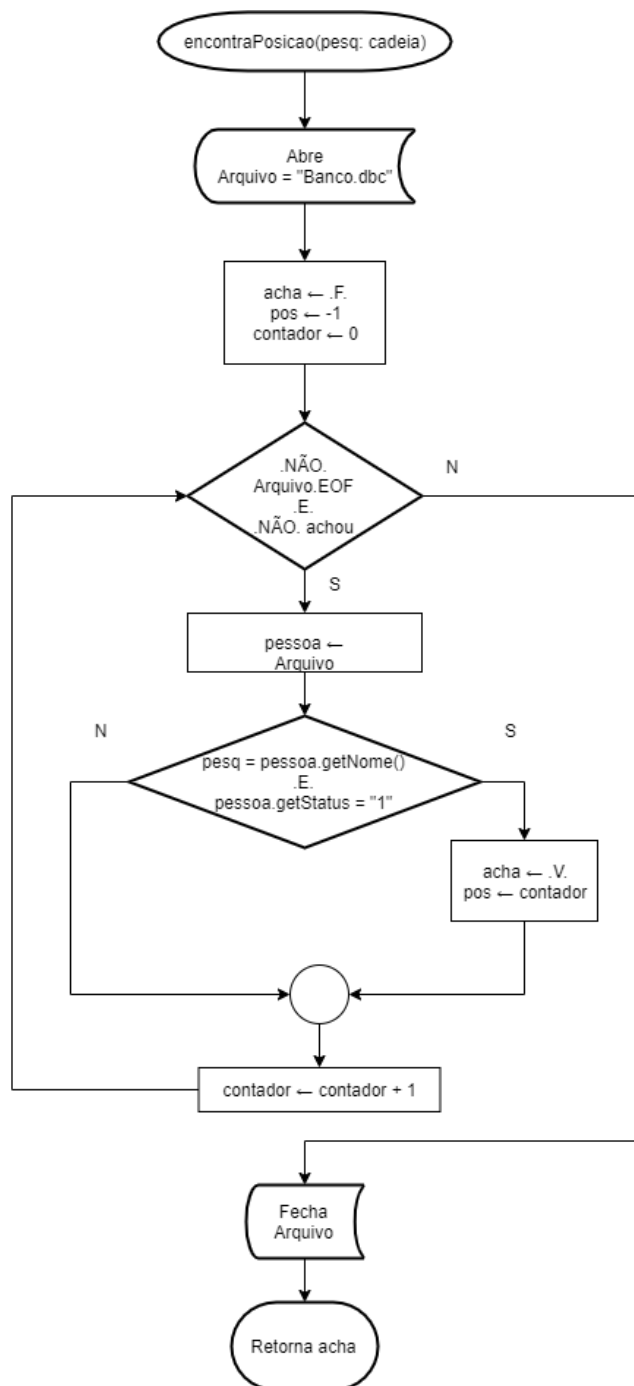 encontraPosicao(pesq: cadeia)
Abre
Arquivo = "Banco.dbc"
acha ← .F.
pos ← -1
contador ← 0
.NÃO.
Arquivo.EOF
.E.
.NÃO. achou
N
S
pessoa ←
Arquivo
N
S
pesq = pessoa.getNome()
.E.
pessoa.getStatus = "1"
acha ← .V.
pos ← contador
contador ← contador + 1
Fecha
Arquivo
Retorna acha